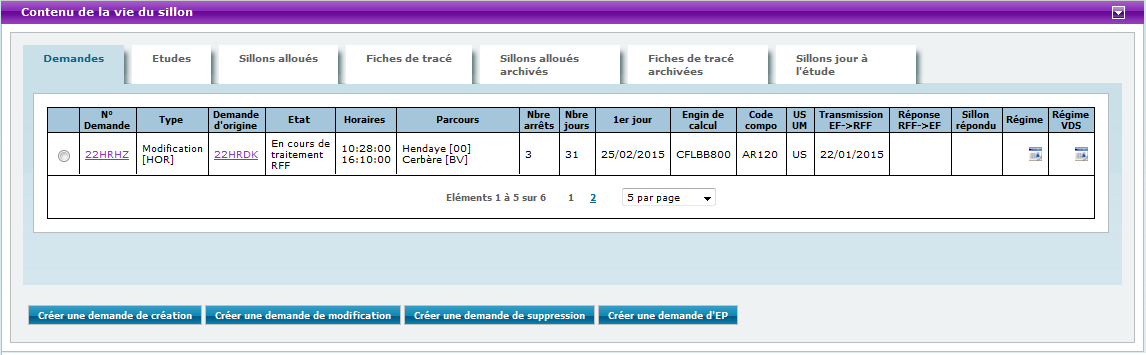 Contenu de la vie du sillon
Demandes Etudes Sillons alloués Fiches de tracé Sillons alloués archivés Fiches de tracé archivées Sillons jour à l'étude
N° Demande Type Demande d'origine Etat Horaires Parcours Nbre arrêts Nbre jours 1er jour Engin de calcul Code compo US UM Transmission EF->RFF Réponse RFF->EF Sillon répondu Régime Régime VDS
22HRHZ Modification [HOR] 22HRDK En cours de traitement RFF 10:28:00 16:10:00 Hendaye [00] Cerbère [BV] 3 31 25/02/2015 CFLBB800 AR120 US 22/01/2015
Eléments 1 à 5 sur 6 1 2 5 par page
Créer une demande de création Créer une demande de modification Créer une demande de suppression Créer une demande d'EP